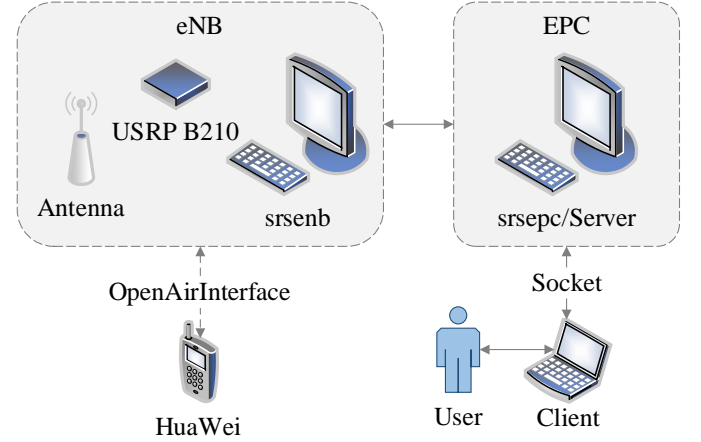 eNB
EPC
USRP B210
Antenna
srsenb
srsepc/Server
OpenAirInterface
Socket
HuaWei
User
Client